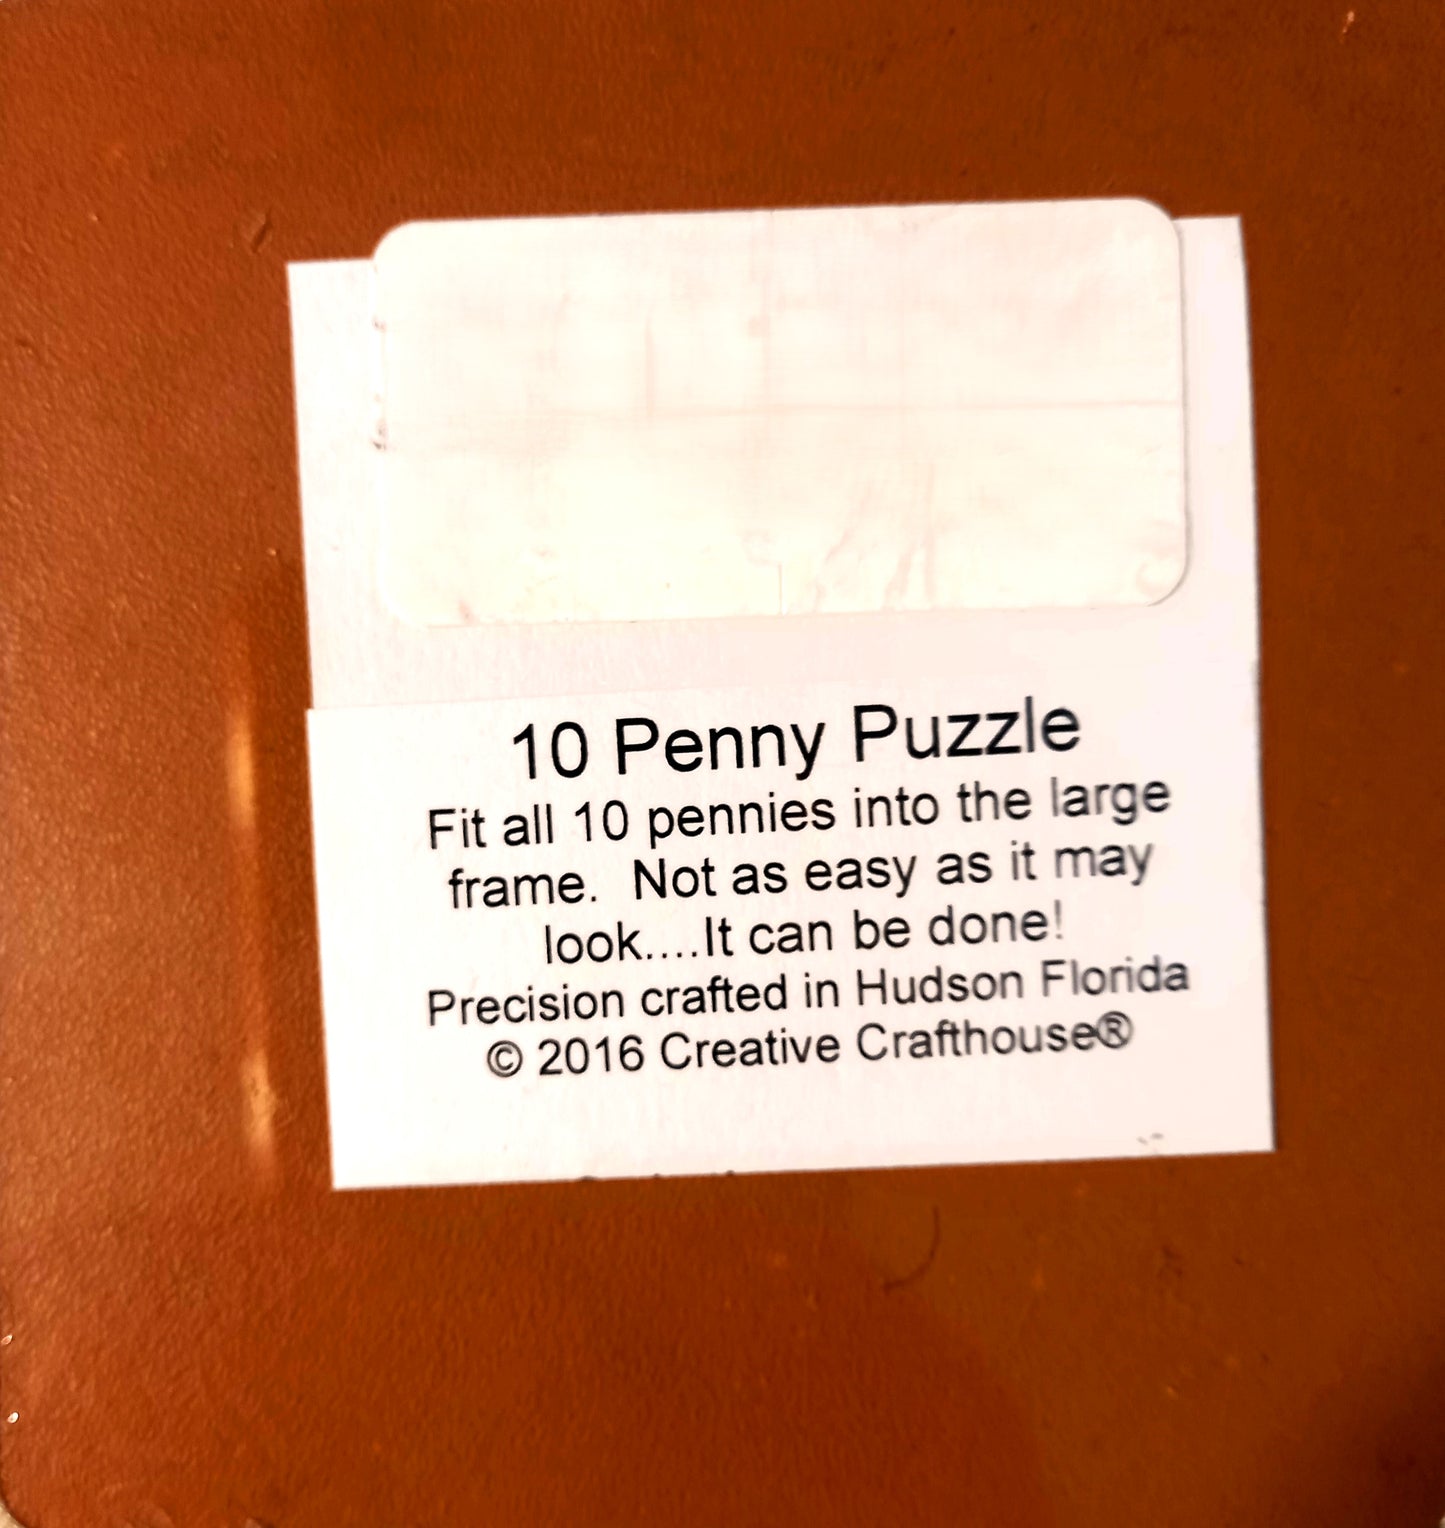 10 Penny Puzzle
Fit all 10 pennies into the large
frame.  Not as easy as it may
look....It can be done!
Precision crafted in Hudson Florida
© 2016 Creative Crafthouse®